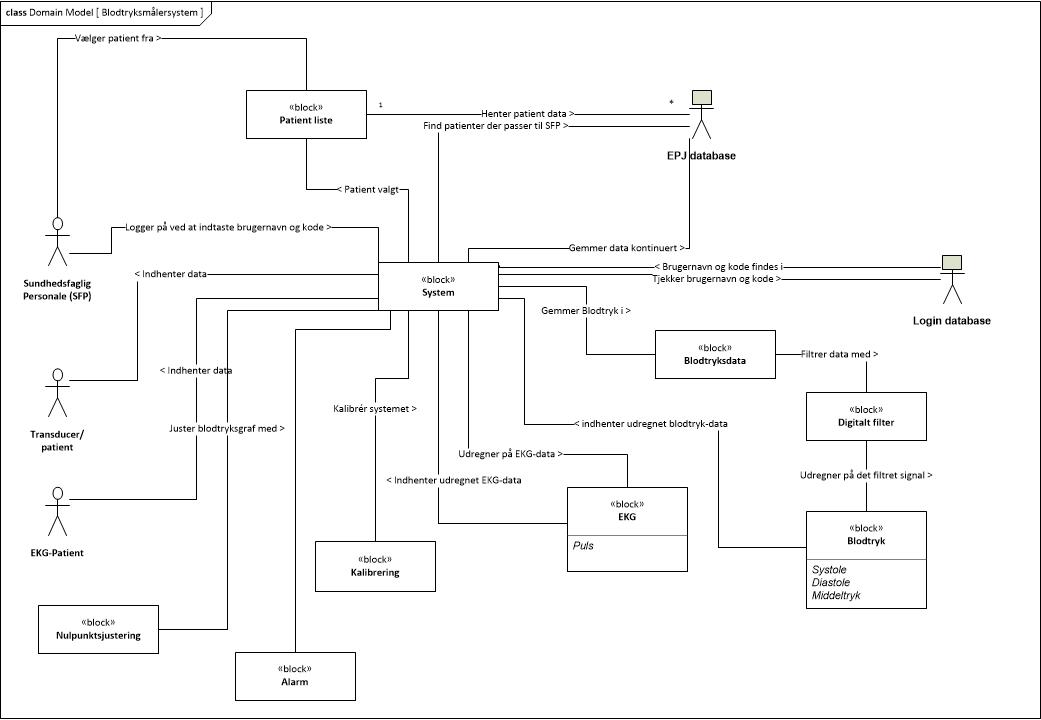 class Domain Model [ Blodtryksmålersystem ]
Vælger patient fra >
«block»
Patient liste
1
*
Henter patient data >
Find patienter der passer til SFP >
EPJ database
< Patient valgt
Logger på ved at indtaste brugernavn og kode >
Gemmer data kontinuert >
Sundhedsfaglig
Personale (SFP)
< Indhenter data
«block»
System
< Brugernavn og kode findes i
Tjekker brugernavn og kode >
Login database
Gemmer Blodtryk i >
«block»
Blodtryksdata
Filtrer data med >
< Indhenter data
Transducer/
patient
Kalibrér systemet >
«block»
Digitalt filter
Juster blodtryksgraf med >
< indhenter udregnet blodtryk-data
Udregner på EKG-data >
< Indhenter udregnet EKG-data
Udregner på det filtret signal >
EKG-Patient
«block»
EKG
Puls
«block»
Blodtryk
Systole
Diastole
Middeltryk
«block»
Kalibrering
«block»
Nulpunktsjustering
«block»
Alarm